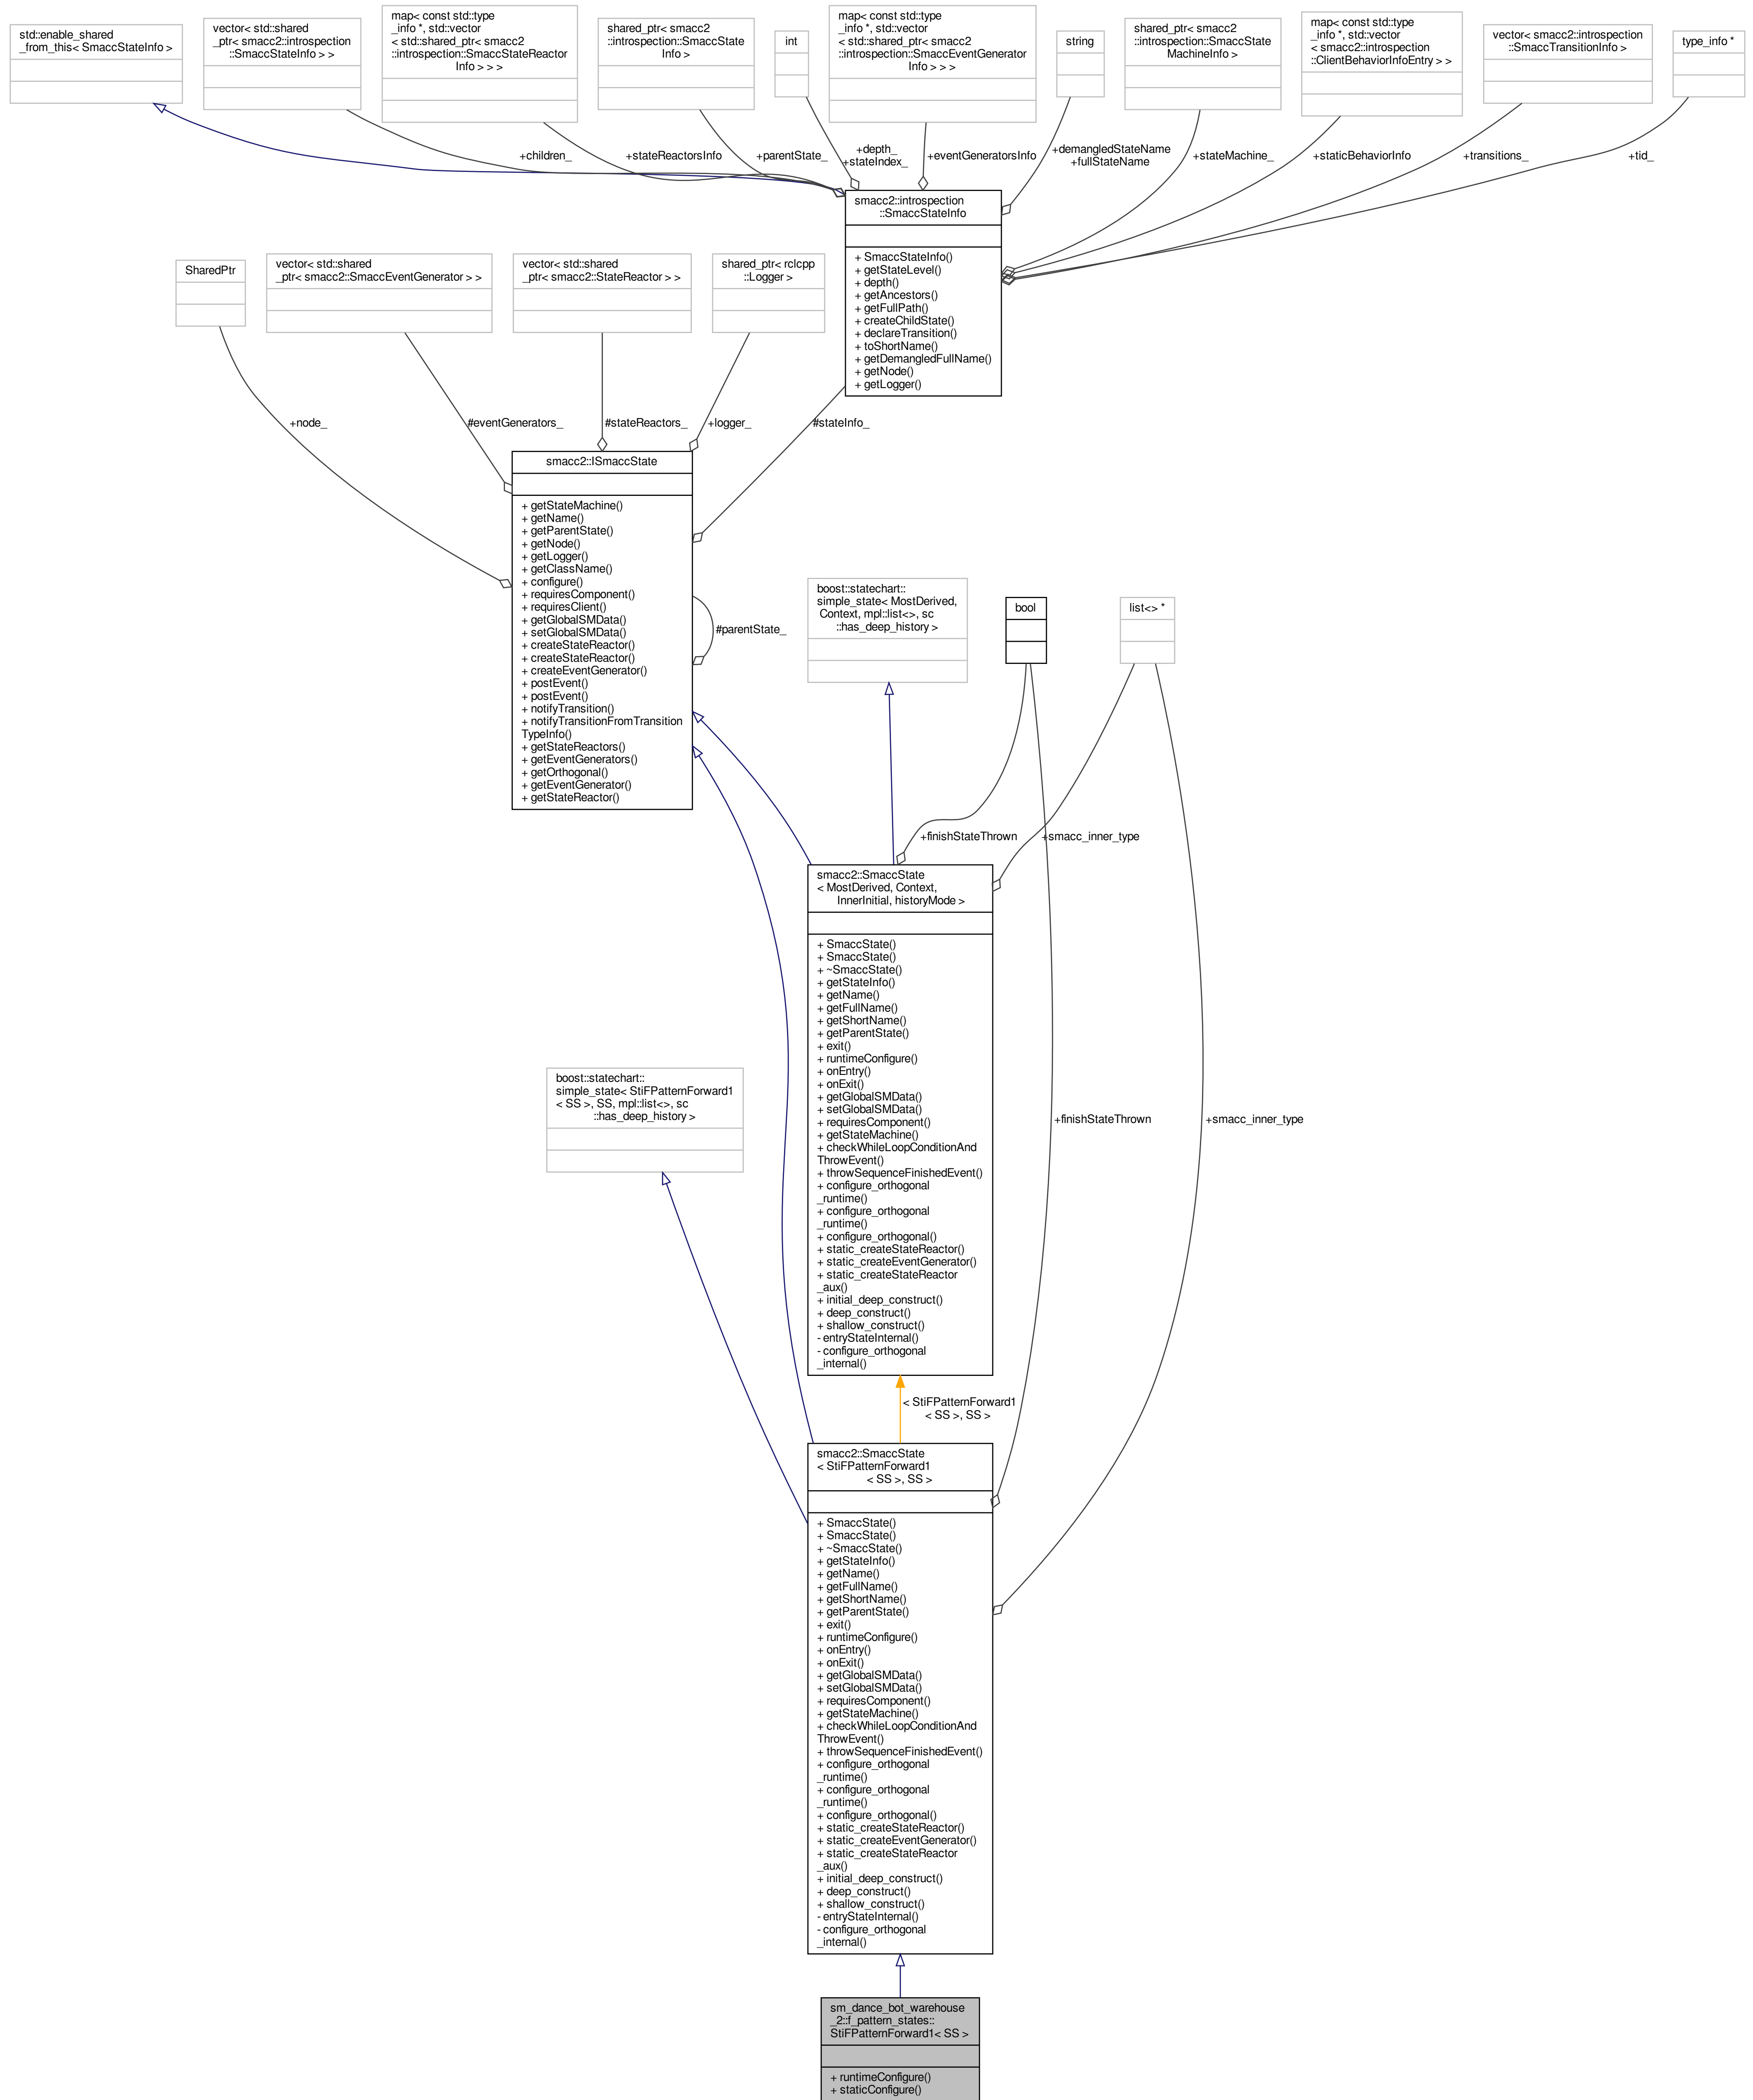 std::enable_shared
_from_this< SmaccStateInfo >
vector< std::shared
_ptr< smacc2::introspection
::SmaccStateInfo > >
map< const std::type
_info *, std::vector
< std::shared_ptr< smacc2
::introspection::SmaccStateReactor
Info > > >
shared_ptr< smacc2
::introspection::SmaccState
Info >
int
map< const std::type
_info *, std::vector
< std::shared_ptr< smacc2
::introspection::SmaccEventGenerator
Info > > >
string
shared_ptr< smacc2
::introspection::SmaccState
MachineInfo >
map< const std::type
_info *, std::vector
< smacc2::introspection
::ClientBehaviorInfoEntry > >
vector< smacc2::introspection
::SmaccTransitionInfo >
type_info *
+children_
+stateReactorsInfo
+parentState_
+depth_
+stateIndex_
+eventGeneratorsInfo
+demangledStateName
+fullStateName
+stateMachine_
+staticBehaviorInfo
+transitions_
+tid_
smacc2::introspection
::SmaccStateInfo
+ SmaccStateInfo()
+ getStateLevel()
+ depth()
+ getAncestors()
+ getFullPath()
+ createChildState()
+ declareTransition()
+ toShortName()
+ getDemangledFullName()
+ getNode()
+ getLogger()
SharedPtr
vector< std::shared
_ptr< smacc2::SmaccEventGenerator > >
vector< std::shared
_ptr< smacc2::StateReactor > >
shared_ptr< rclcpp
::Logger >
+node_
#eventGenerators_
#stateReactors_
+logger_
#stateInfo_
smacc2::ISmaccState
+ getStateMachine()
+ getName()
+ getParentState()
+ getNode()
+ getLogger()
+ getClassName()
+ configure()
+ requiresComponent()
+ requiresClient()
+ getGlobalSMData()
+ setGlobalSMData()
+ createStateReactor()
+ createStateReactor()
+ createEventGenerator()
+ postEvent()
+ postEvent()
+ notifyTransition()
+ notifyTransitionFromTransition
TypeInfo()
+ getStateReactors()
+ getEventGenerators()
+ getOrthogonal()
+ getEventGenerator()
+ getStateReactor()
#parentState_
boost::statechart::
simple_state< MostDerived,
Context, mpl::list<>, sc
::has_deep_history >
bool
list<> *
+finishStateThrown
+smacc_inner_type
smacc2::SmaccState
< MostDerived, Context,
InnerInitial, historyMode >
+ SmaccState()
+ SmaccState()
+ ~SmaccState()
+ getStateInfo()
+ getName()
+ getFullName()
+ getShortName()
+ getParentState()
+ exit()
+ runtimeConfigure()
+ onEntry()
+ onExit()
+ getGlobalSMData()
+ setGlobalSMData()
+ requiresComponent()
+ getStateMachine()
+ checkWhileLoopConditionAnd
ThrowEvent()
+ throwSequenceFinishedEvent()
+ configure_orthogonal
_runtime()
+ configure_orthogonal
_runtime()
+ configure_orthogonal()
+ static_createStateReactor()
+ static_createEventGenerator()
+ static_createStateReactor
_aux()
+ initial_deep_construct()
+ deep_construct()
+ shallow_construct()
- entryStateInternal()
- configure_orthogonal
_internal()
boost::statechart::
simple_state< StiFPatternForward1
< SS >, SS, mpl::list<>, sc
::has_deep_history >
+finishStateThrown
+smacc_inner_type
< StiFPatternForward1
< SS >, SS >
smacc2::SmaccState
< StiFPatternForward1
< SS >, SS >
+ SmaccState()
+ SmaccState()
+ ~SmaccState()
+ getStateInfo()
+ getName()
+ getFullName()
+ getShortName()
+ getParentState()
+ exit()
+ runtimeConfigure()
+ onEntry()
+ onExit()
+ getGlobalSMData()
+ setGlobalSMData()
+ requiresComponent()
+ getStateMachine()
+ checkWhileLoopConditionAnd
ThrowEvent()
+ throwSequenceFinishedEvent()
+ configure_orthogonal
_runtime()
+ configure_orthogonal
_runtime()
+ configure_orthogonal()
+ static_createStateReactor()
+ static_createEventGenerator()
+ static_createStateReactor
_aux()
+ initial_deep_construct()
+ deep_construct()
+ shallow_construct()
- entryStateInternal()
- configure_orthogonal
_internal()
sm_dance_bot_warehouse
_2::f_pattern_states::
StiFPatternForward1< SS >
+ runtimeConfigure()
+ staticConfigure()